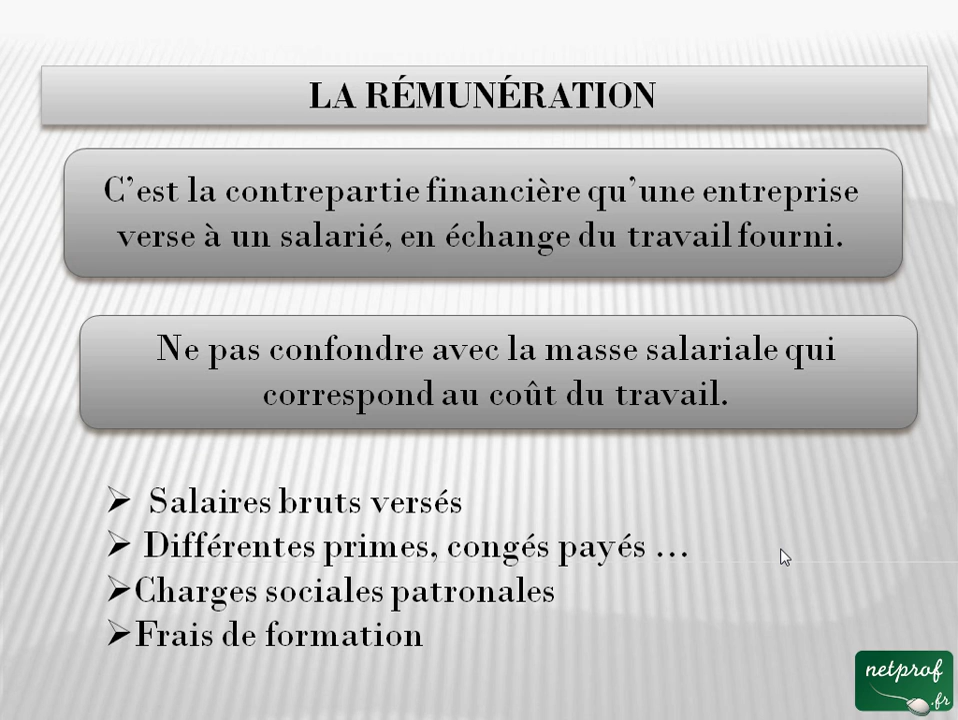 LA RÉMUNÉRATION
C’est la contrepartie financière qu’une entreprise
verse à un salarié, en échange du travail fourni.
Ne pas confondre avec la masse salariale qui
correspond au coût du travail.
➢ Salaires bruts versés
➢ Différentes primes, congés payés …
➢Charges sociales patronales
➢Frais de formation
netprof
.fr